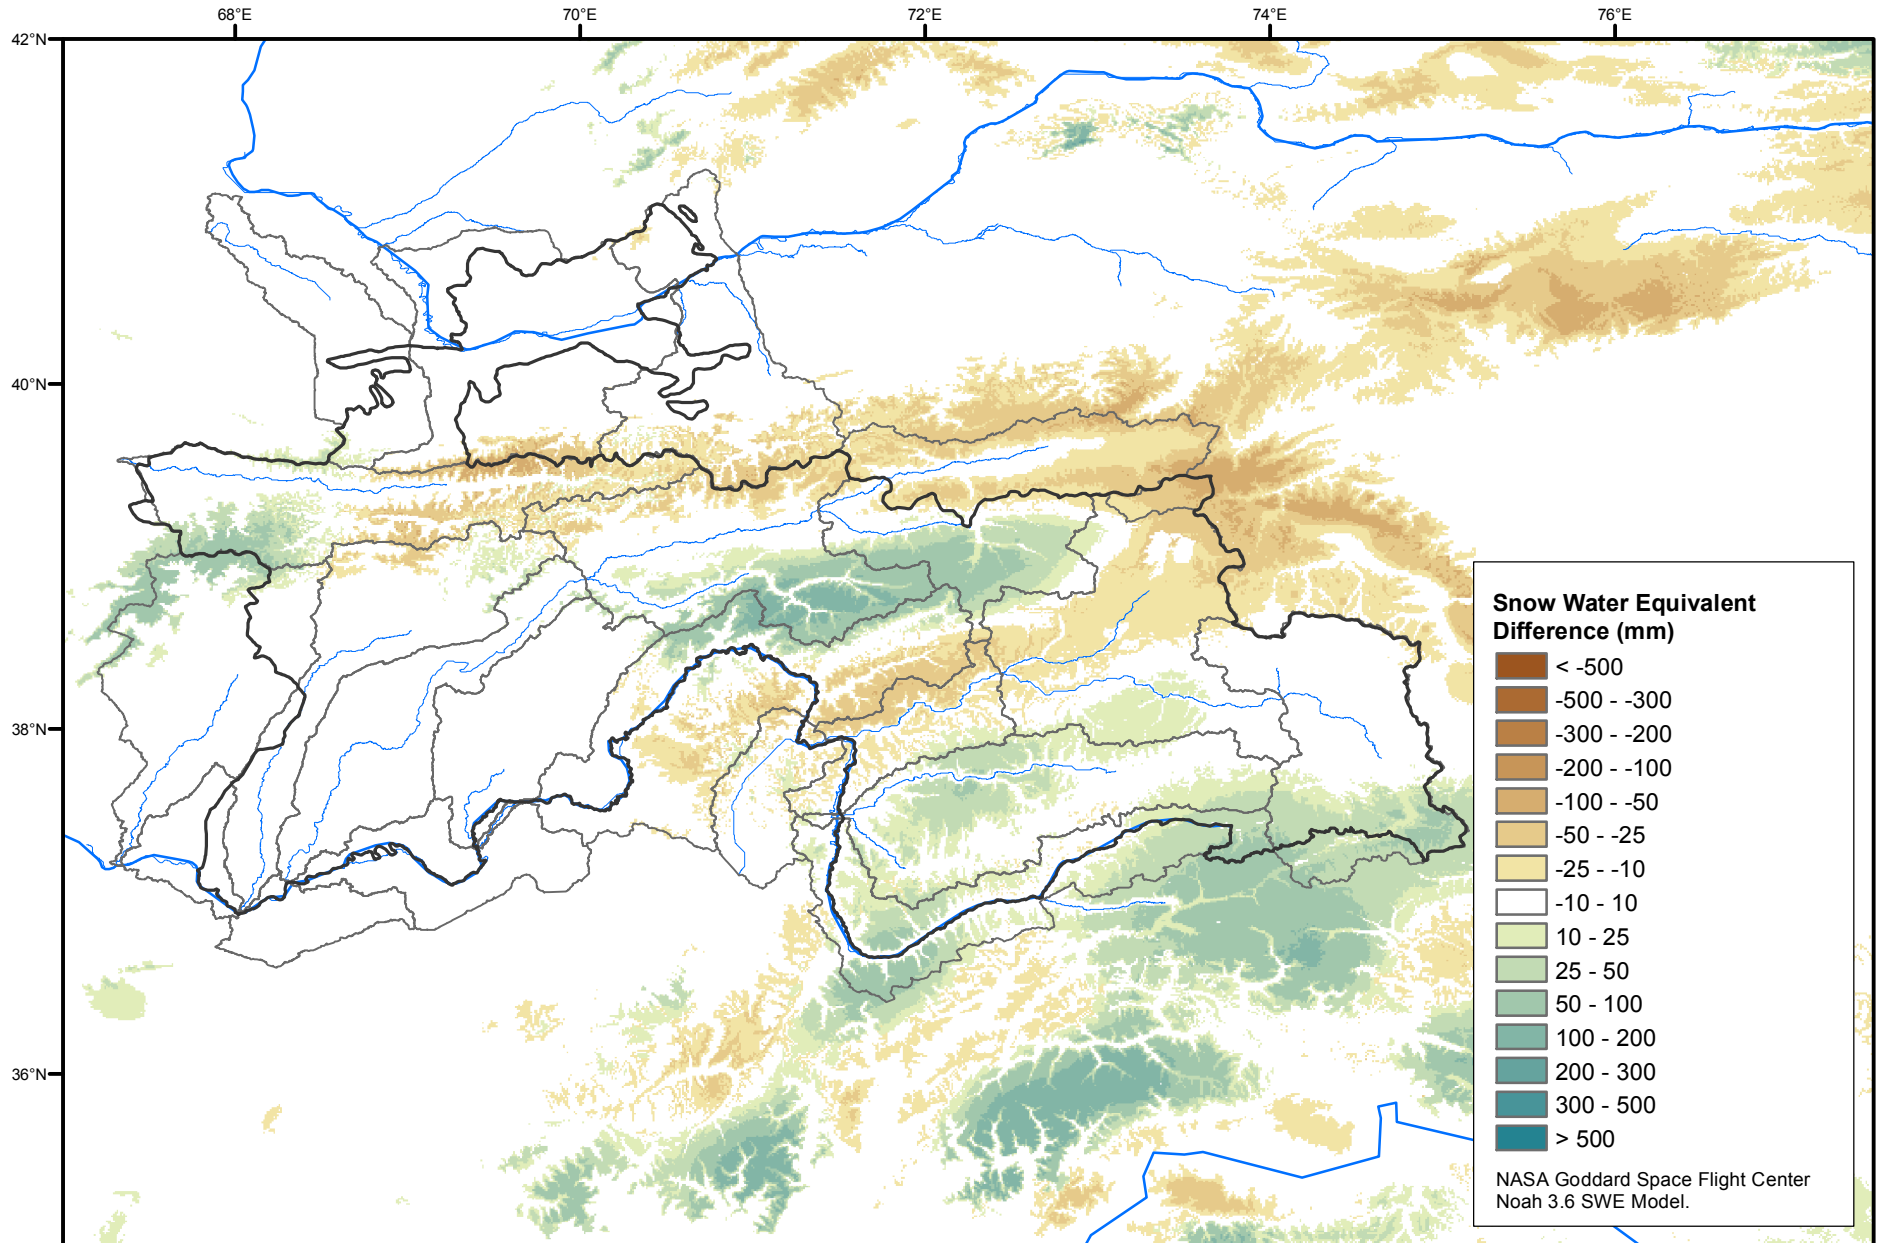 68°E
70°E
72°E
74°E
76°E
42°N
40°N
38°N
36°N
Snow Water Equivalent
Difference (mm)
< -500
-500 - -300
-300 - -200
-200 - -100
-100 - -50
-50 - -25
-25 - -10
-10 - 10
10 - 25
25 - 50
50 - 100
100 - 200
200 - 300
300 - 500
> 500
NASA Goddard Space Flight Center
Noah 3.6 SWE Model.